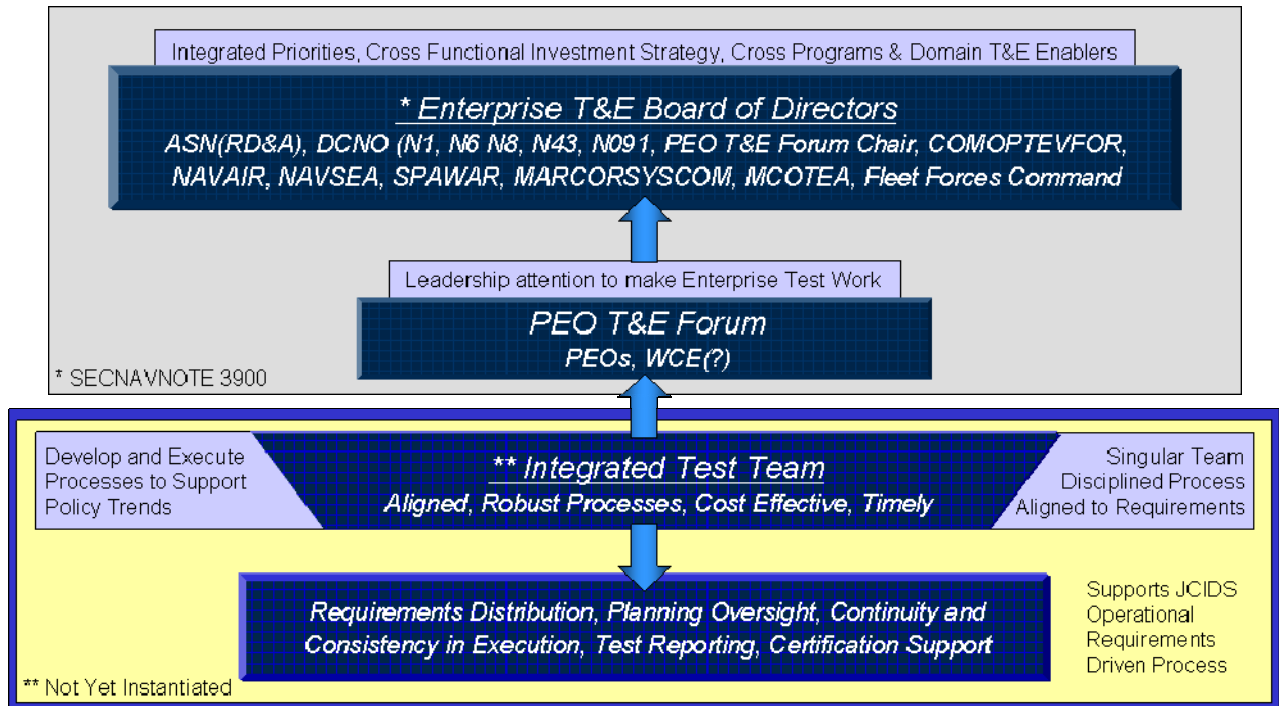 Integrated Priorities, Cross Functional Investment Strategy, Cross Programs & Domain T&E Enablers
* Enterprise T&E Board of Directors
ASN(RD&A), DCNO (N1, N6 N8, N43, N091, PEO T&E Forum Chair, COMOPTEVFOR,
NAVAIR, NAVSEA, SPAWAR, MARCORSYSCOM, MCOTEA, Fleet Forces Command
Leadership attention to make Enterprise Test Work
PEO T&E Forum
PEOs, WCE(?)
* SECNAVNOTE 3900
Develop and Execute
Processes to Support
Policy Trends
** Integrated Test Team
Aligned, Robust Processes, Cost Effective, Timely
Singular Team
Disciplined Process
Aligned to Requirements
Requirements Distribution, Planning Oversight, Continuity and
Consistency in Execution, Test Reporting, Certification Support
Supports JCIDS
Operational
Requirements
Driven Process
** Not Yet Instantiated